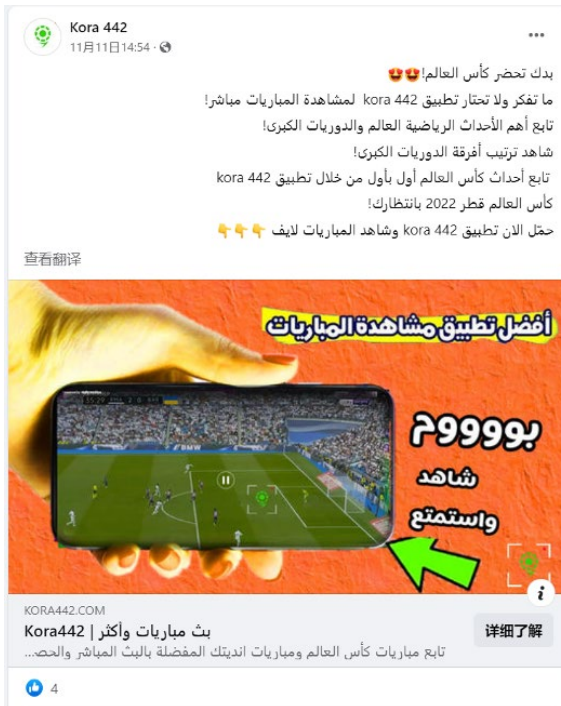 Kora 442
11月11日14:54
بدك تحضر كأس العالم!😍😍
ما تفكر ولا تحتار تطبيق kora 442 لمشاهدة المباريات مباشر!
تابع أهم الأحداث الرياضية العالم والدوريات الكبرى!
شاهد ترتيب أفرقة الدوريات الكبرى!
تابع أحداث كأس العالم أول بأول من خلال تطبيق kora 442
كأس العالم قطر 2022 بانتظارك!
حمّل الان تطبيق kora 442 وشاهد المباريات لايف 👇👇👇
查看翻译
أفضل تطبيق مشاهدة المباريات
بوووووح
شاهد
واستمتع
KORA442.COM
بث مباريات وأكثر | Kora442
تابع مباريات كأس العالم ومباريات انديتك المفضلة بالبث المباشر والحص...
详细了解
4